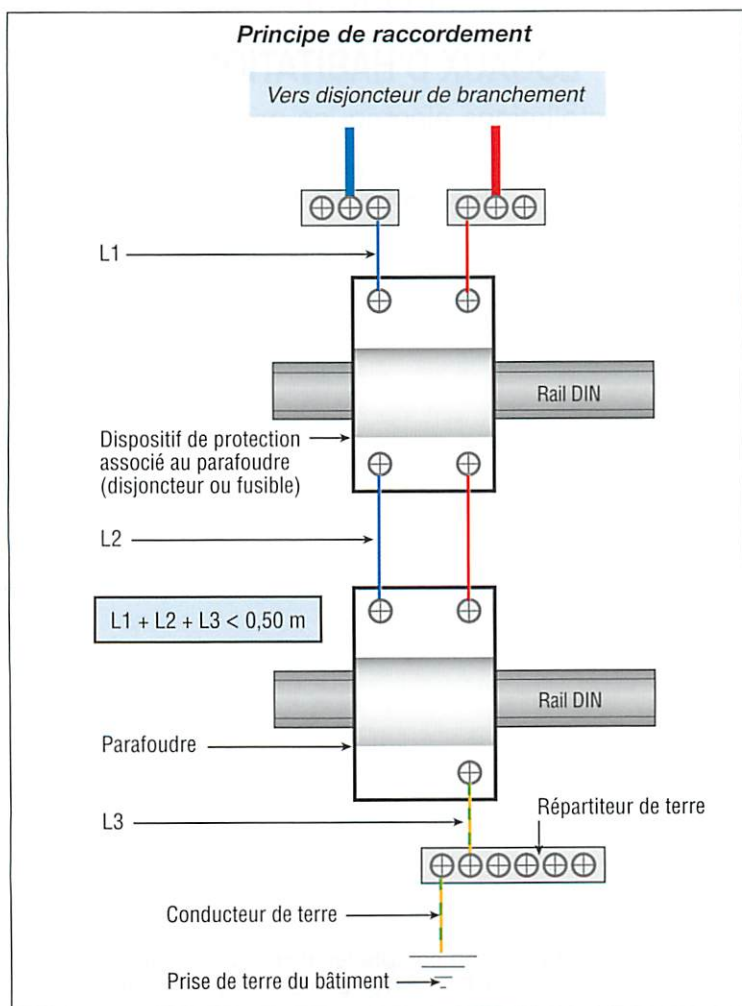 Principe de raccordement
Vers disjoncteur de branchement
L1
Rail DIN
Dispositif de protection
associé au parafoudre
(disjoncteur ou fusible)
L2
L1 + L2 + L3 < 0,50 m
Rail DIN
Parafoudre
Répartiteur de terre
L3
Conducteur de terre
Prise de terre du bâtiment